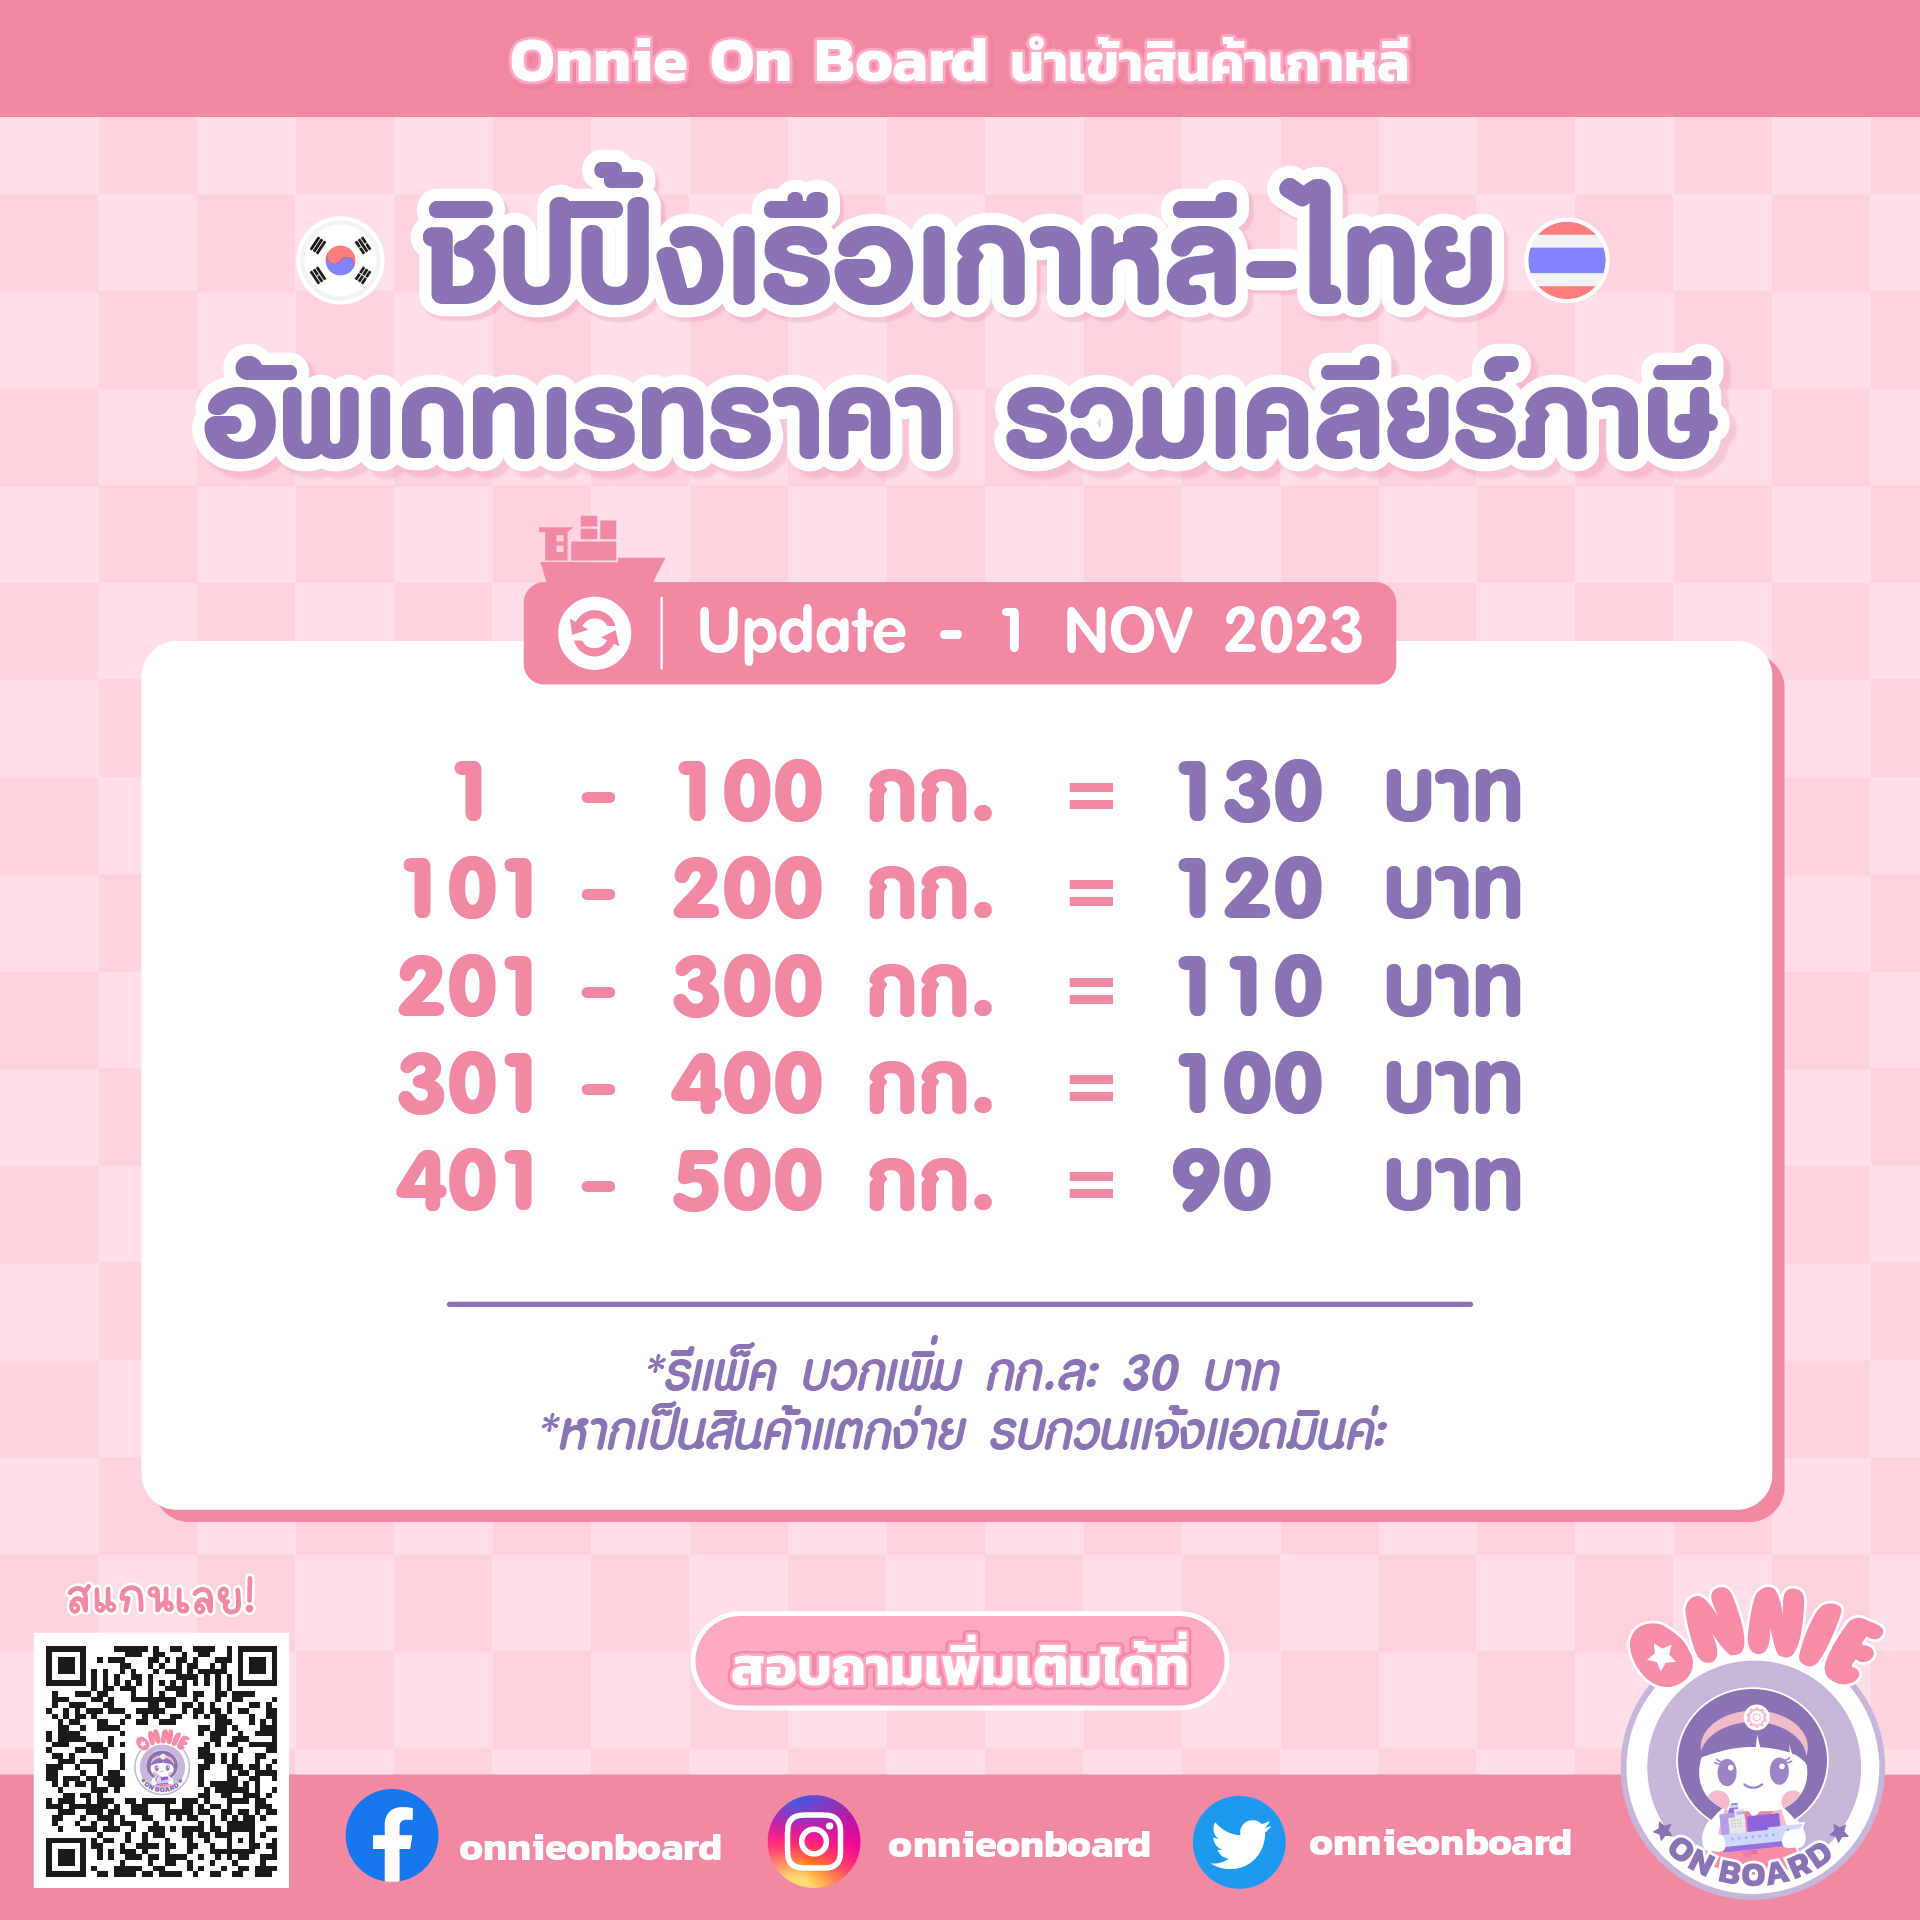 Onnie On Board นำเข้าสินค้าเกาหลี
ชิปปิ้งเรือเกาหลี-ไทย
อัพเดทเรทราคา รวมเคลียร์ภาษี
Update - 1 NOV 2023
1 - 100 กก. = 130 บาท
101 - 200 กก. = 120 บาท
201 - 300 กก. = 110 บาท
301 - 400 กก. = 100 บาท
401 - 500 กก. = 90 บาท
*รีแพ็ค บวกเพิ่ม กก.ละ 30 บาท
*หากเป็นสินค้าแตกง่าย รบกวนแจ้งแอดมินค่ะ
สแกนเลย!
สอบถามเพิ่มเติมได้ที่
ONNIE
ON BOARD
onnieonboard
onnieonboard
onnieonboard
ONNIE
ON BOARD